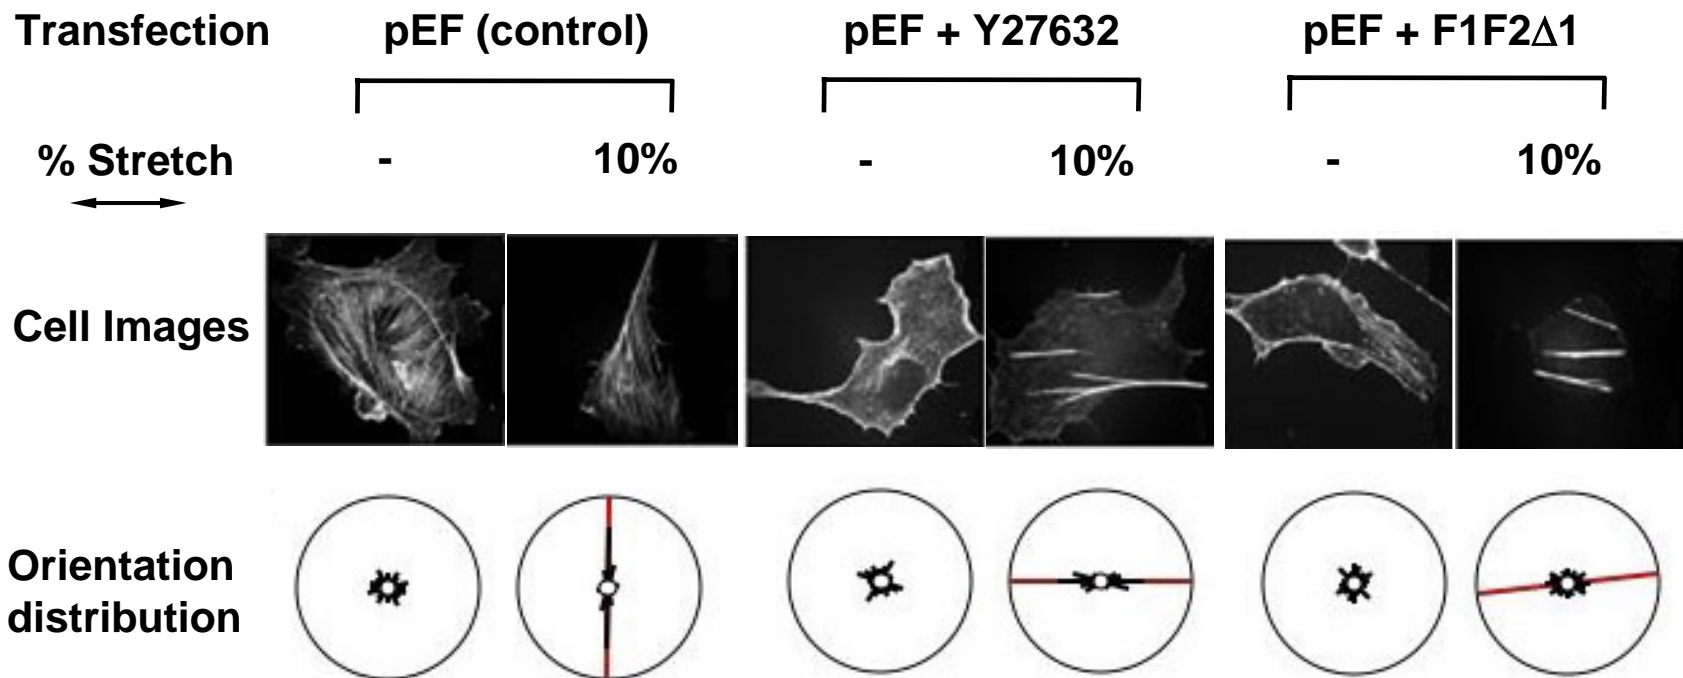 Transfection pEF (control) pEF + Y27632 pEF + F1F2Δ1
% Stretch - 10% - 10% - 10%
Cell Images
Orientation
distribution